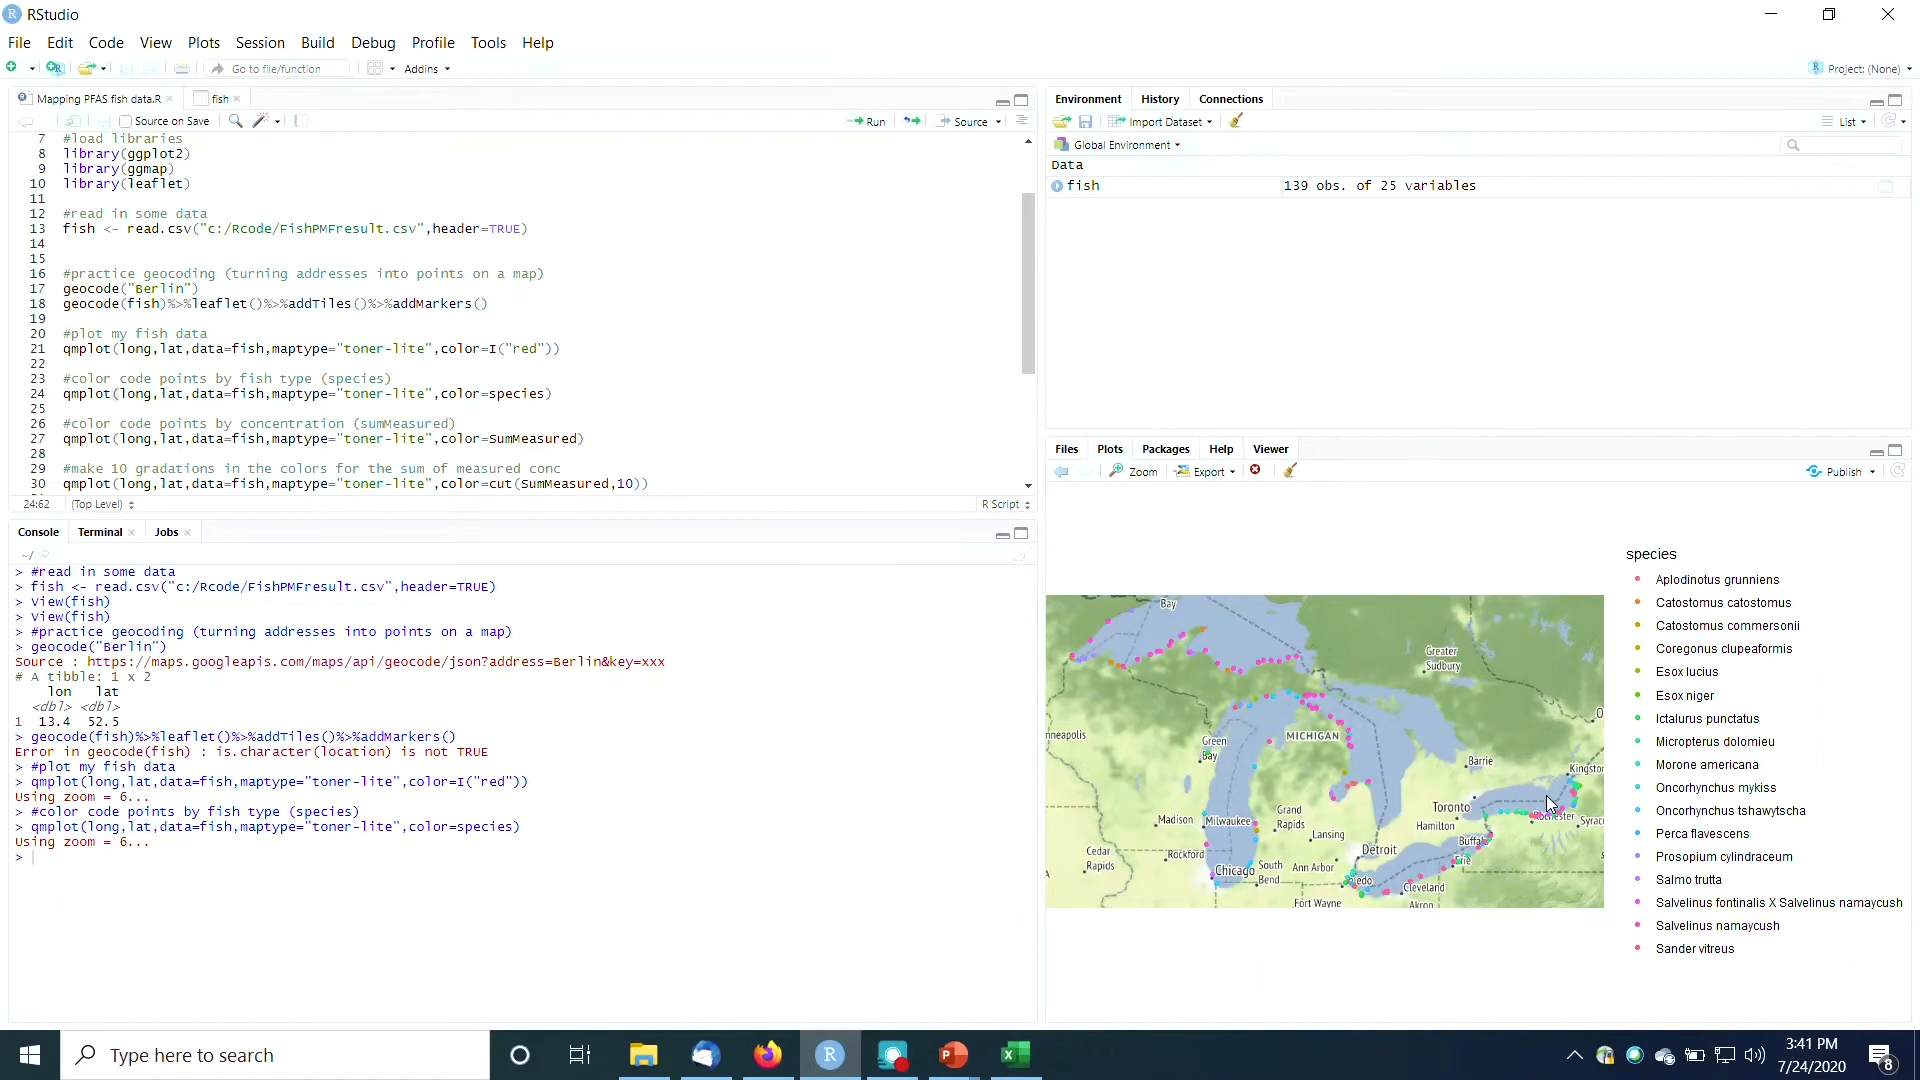 RStudio
File Edit Code View Plots Session Build Debug Profile Tools Help
Go to file/function Addins Project: (None)
Mapping PFAS fish data.R fish
Source on Save Run Source
7 #load libraries
8 library(ggplot2)
9 library(ggmap)
10 library(leaflet)
11
12 #read in some data
13 fish <- read.csv("c:/Rcode/FishPMFresult.csv",header=TRUE)
14
15
16 #practice geocoding (turning addresses into points on a map)
17 geocode("Berlin")
18 geocode(fish)%>%leaflet()%>%addTiles()%>%addMarkers()
19
20 #plot my fish data
21 qmplot(long,lat,data=fish,maptype="toner-lite",color=I("red"))
22
23 #color code points by fish type (species)
24 qmplot(long,lat,data=fish,maptype="toner-lite",color=species)
25
26 #color code points by concentration (sumMeasured)
27 qmplot(long,lat,data=fish,maptype="toner-lite",color=SumMeasured)
28
29 #make 10 gradations in the colors for the sum of measured conc
30 qmplot(long,lat,data=fish,maptype="toner-lite",color=cut(SumMeasured,10))
24:62 (Top Level) R Script
Console Terminal Jobs
~/
> #read in some data
> fish <- read.csv("c:/Rcode/FishPMFresult.csv",header=TRUE)
> View(fish)
> View(fish)
> #practice geocoding (turning addresses into points on a map)
> geocode("Berlin")
Source : https://maps.googleapis.com/maps/api/geocode/json?address=Berlin&key=xxx
# A tibble: 1 x 2
lon lat
<dbl> <dbl>
1 13.4 52.5
> geocode(fish)%>%leaflet()%>%addTiles()%>%addMarkers()
Error in geocode(fish) : is.character(location) is not TRUE
> #plot my fish data
> qmplot(long,lat,data=fish,maptype="toner-lite",color=I("red"))
Using zoom = 6...
> #color code points by fish type (species)
> qmplot(long,lat,data=fish,maptype="toner-lite",color=species)
Using zoom = 6...
>
Environment History Connections
Import Dataset List
Global Environment
Data
fish 139 obs. of 25 variables
Files Plots Packages Help Viewer
Zoom Export Publish
Bay
Greater
Sudbury
neapolis
Green
Bay
MICHIGAN
Barrie
Kingston
Toronto
Madison
Milwaukee
Grand
Rapids
Lansing
Hamilton
Rochester
Syrac
Buffalo
Cedar
Rapids
Rockford
Chicago
South
Bend
Ann Arbor
Detroit
Erie
Toledo
Cleveland
Fort Wayne
Akron
species
Aplodinotus grunniens
Catostomus catostomus
Catostomus commersonii
Coregonus clupeaformis
Esox lucius
Esox niger
Ictalurus punctatus
Micropterus dolomieu
Morone americana
Oncorhynchus mykiss
Oncorhynchus tshawytscha
Perca flavescens
Prosopium cylindraceum
Salmo trutta
Salvelinus fontinalis X Salvelinus namaycush
Salvelinus namaycush
Sander vitreus
Type here to search
3:41 PM
7/24/2020
8